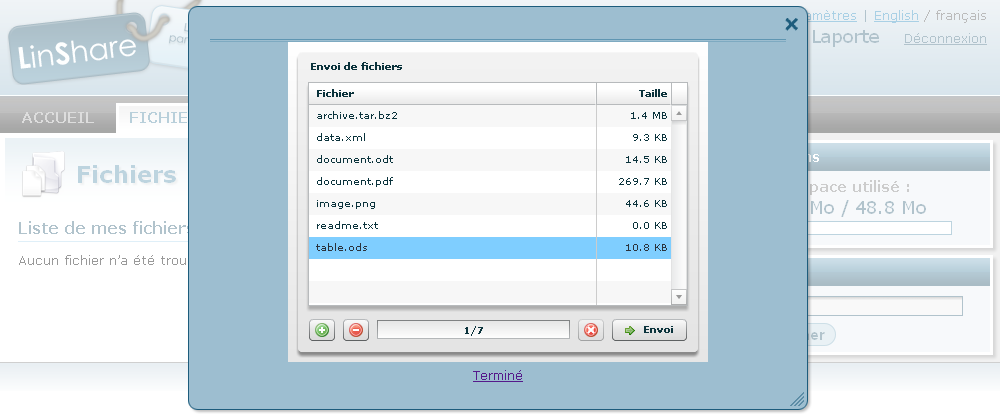 LinShare
amètres | English / français
Laporte
Déconnexion
ACCUEIL
FICHIE
Fichiers
Liste de mes fichiers
Aucun fichier n'a été trou
Envoi de fichiers
Fichier Taille
archive.tar.bz2 1.4 MB
data.xml 9.3 KB
document.odt 14.5 KB
document.pdf 269.7 KB
image.png 44.6 KB
readme.txt 0.0 KB
table.ods 10.8 KB
1/7
Envoi
Terminé
ns
pace utilisé :
Mo / 48.8 Mo
er